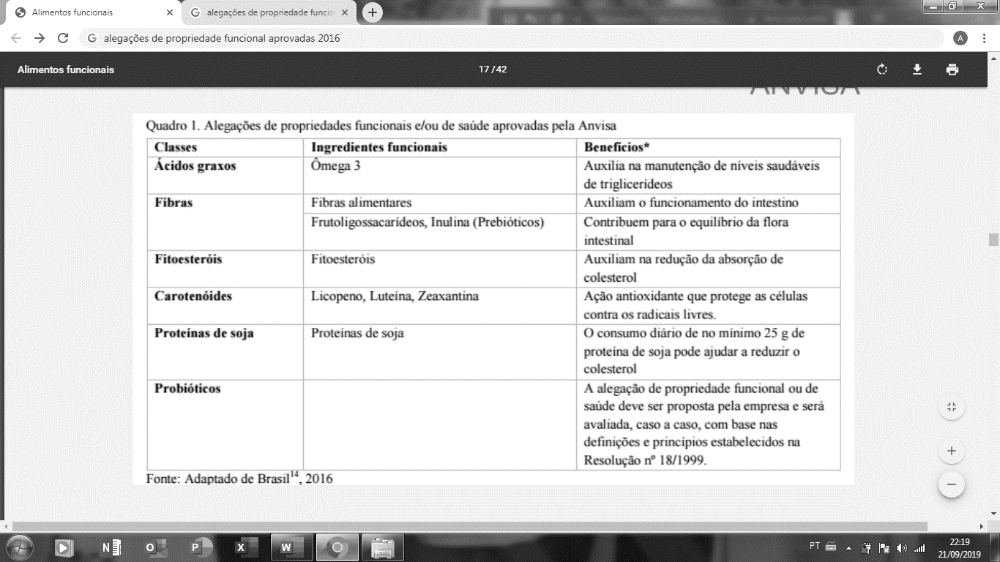 Alimentos funcionais
alegações de propriedade funcio
alegações de propriedade funcional aprovadas 2016
A
Alimentos funcionais
17 / 42
ANVISA
Quadro 1. Alegações de propriedades funcionais e/ou de saúde aprovadas pela Anvisa
Classes
Ingredientes funcionais
Benefícios*
Ácidos graxos
Ômega 3
Auxilia na manutenção de níveis saudáveis
de triglicerídeos
Fibras
Fibras alimentares
Auxiliam o funcionamento do intestino
Frutoligossacarídeos, Inulina (Prebióticos)
Contribuem para o equilíbrio da flora
intestinal
Fitoesteróis
Fitoesteróis
Auxiliam na redução da absorção de
colesterol
Carotenóides
Licopeno, Luteína, Zeaxantina
Ação antioxidante que protege as células
contra os radicais livres.
Proteínas de soja
Proteínas de soja
O consumo diário de no mínimo 25 g de
proteína de soja pode ajudar a reduzir o
colesterol
Probióticos
A alegação de propriedade funcional ou de
saúde deve ser proposta pela empresa e será
avaliada, caso a caso, com base nas
definições e princípios estabelecidos na
Resolução nº 18/1999.
Fonte: Adaptado de Brasil14, 2016
PT
22:19
21/09/2019